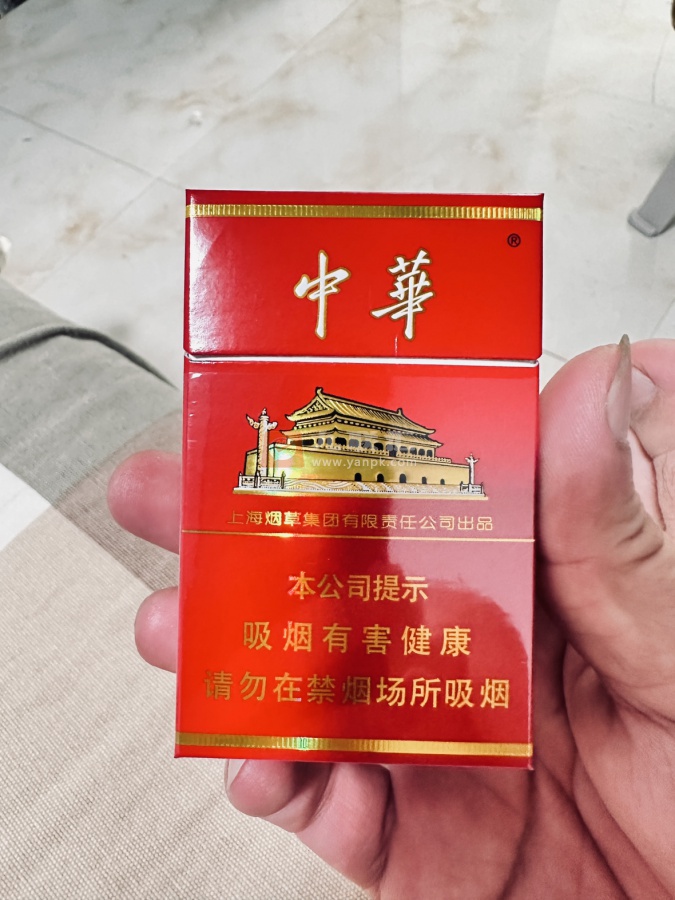 ®
中華
www.yanpk.com
上海烟草集团有限责任公司出品
本公司提示
吸烟有害健康
请勿在禁烟场所吸烟